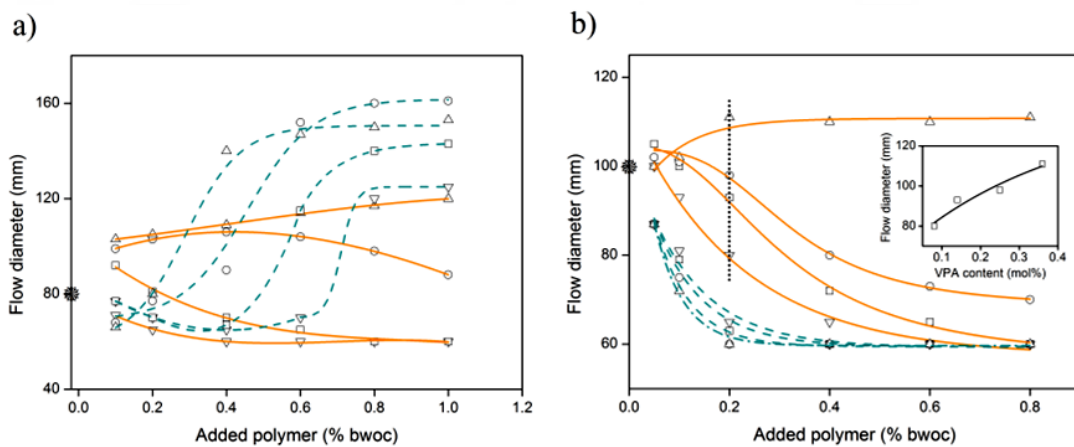 a)
Flow diameter (mm)
160
120
80
40
0.0 0.2 0.4 0.6 0.8 1.0 1.2
Added polymer (% bwoc)
b)
Flow diameter (mm)
120
100
80
60
0.0 0.2 0.4 0.6 0.8
Added polymer (% bwoc)
Flow diameter (mm)
120
100
80
0.1 0.2 0.3 0.4
VPA content (mol%)